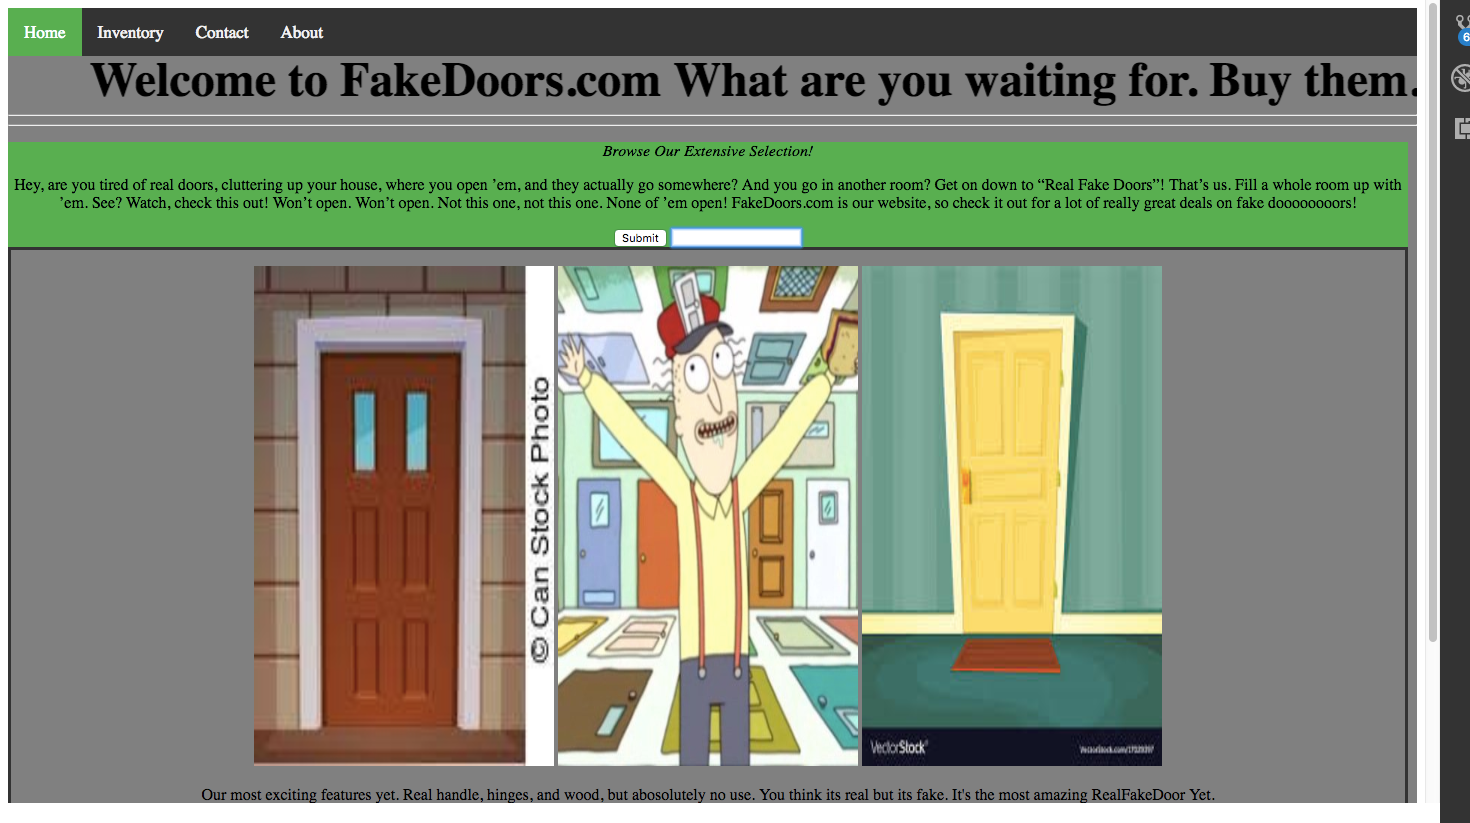 Home Inventory Contact About
Welcome to FakeDoors.com What are you waiting for. Buy them.
Browse Our Extensive Selection!
Hey, are you tired of real doors, cluttering up your house, where you open ’em, and they actually go somewhere? And you go in another room? Get on down to “Real Fake Doors”! That’s us. Fill a whole room up with
’em. See? Watch, check this out! Won’t open. Won’t open. Not this one, not this one. None of ’em open! FakeDoors.com is our website, so check it out for a lot of really great deals on fake doooooooors!
Submit
© Can Stock Photo
VectorStock®
VectorStock.com/17029397
Our most exciting features yet. Real handle, hinges, and wood, but abosolutely no use. You think its real but its fake. It's the most amazing RealFakeDoor Yet.
6